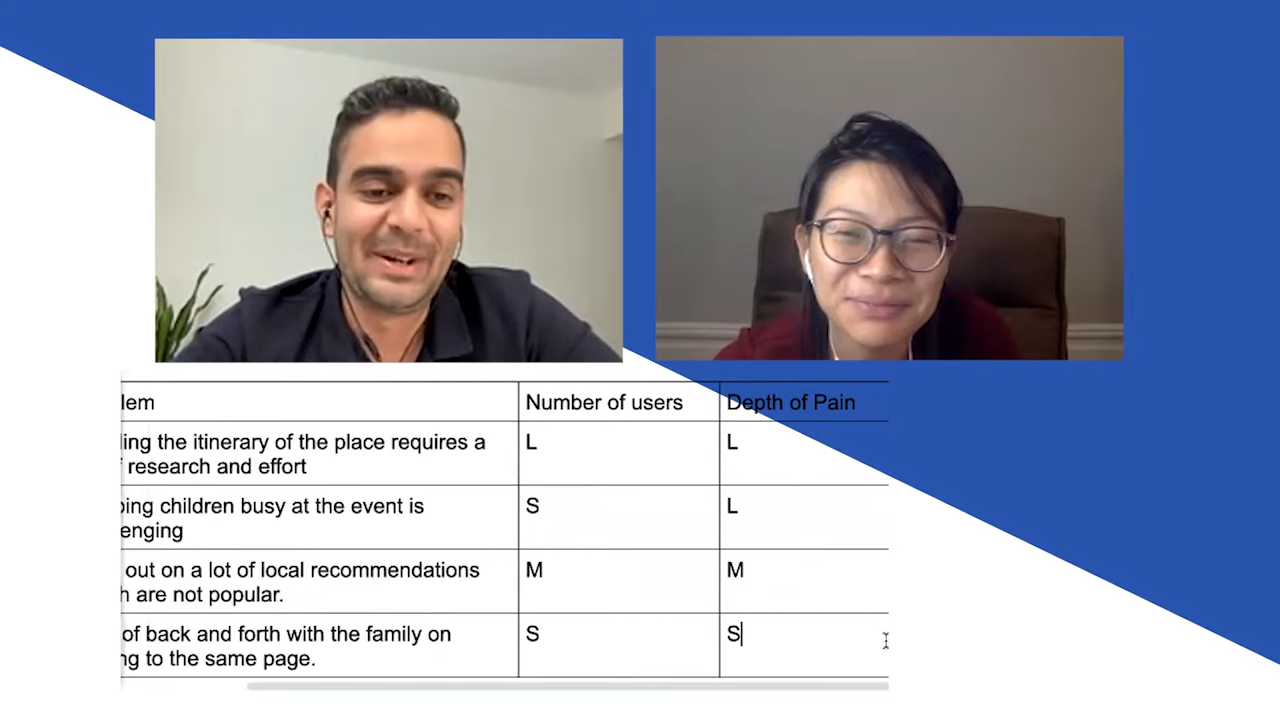 lem
Number of users
Depth of Pain
ling the itinerary of the place requires a
research and effort
L
L
ping children busy at the event is
enging
S
L
out on a lot of local recommendations
h are not popular.
M
M
of back and forth with the family on
ng to the same page.
S
S